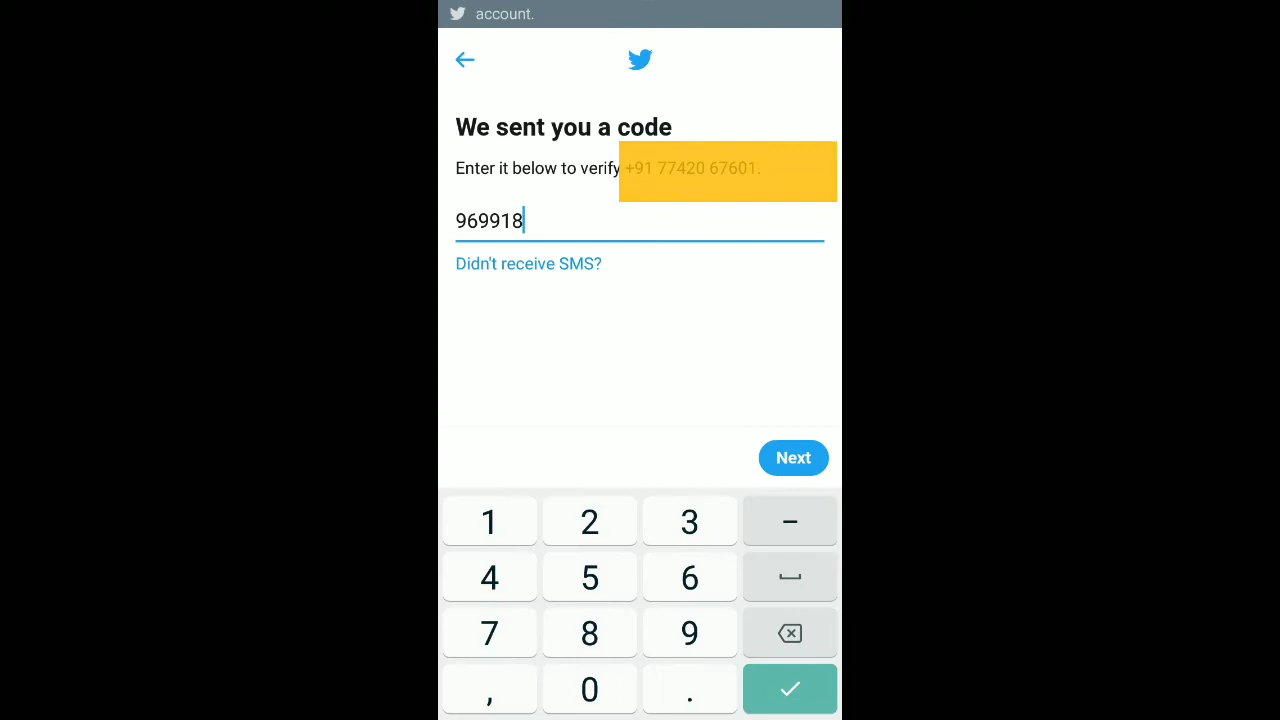 account.
We sent you a code
Enter it below to verify +91 77420 67601.
969918
Didn't receive SMS?
Next
1 2 3 –
4 5 6
7 8 9
, 0 .